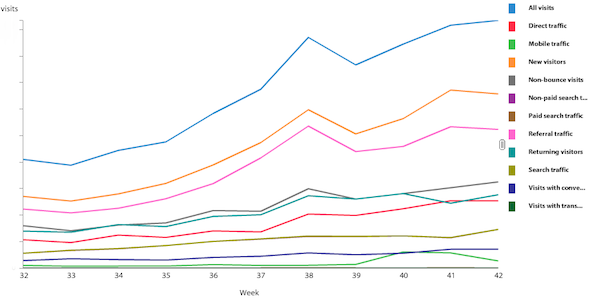 visits
All visits
Direct traffic
Mobile traffic
New visitors
Non-bounce visits
Non-paid search t...
Paid search traffic
Referral traffic
Returning visitors
Search traffic
Visits with conve...
Visits with trans...
32 33 34 35 36 37 38 39 40 41 42
Week